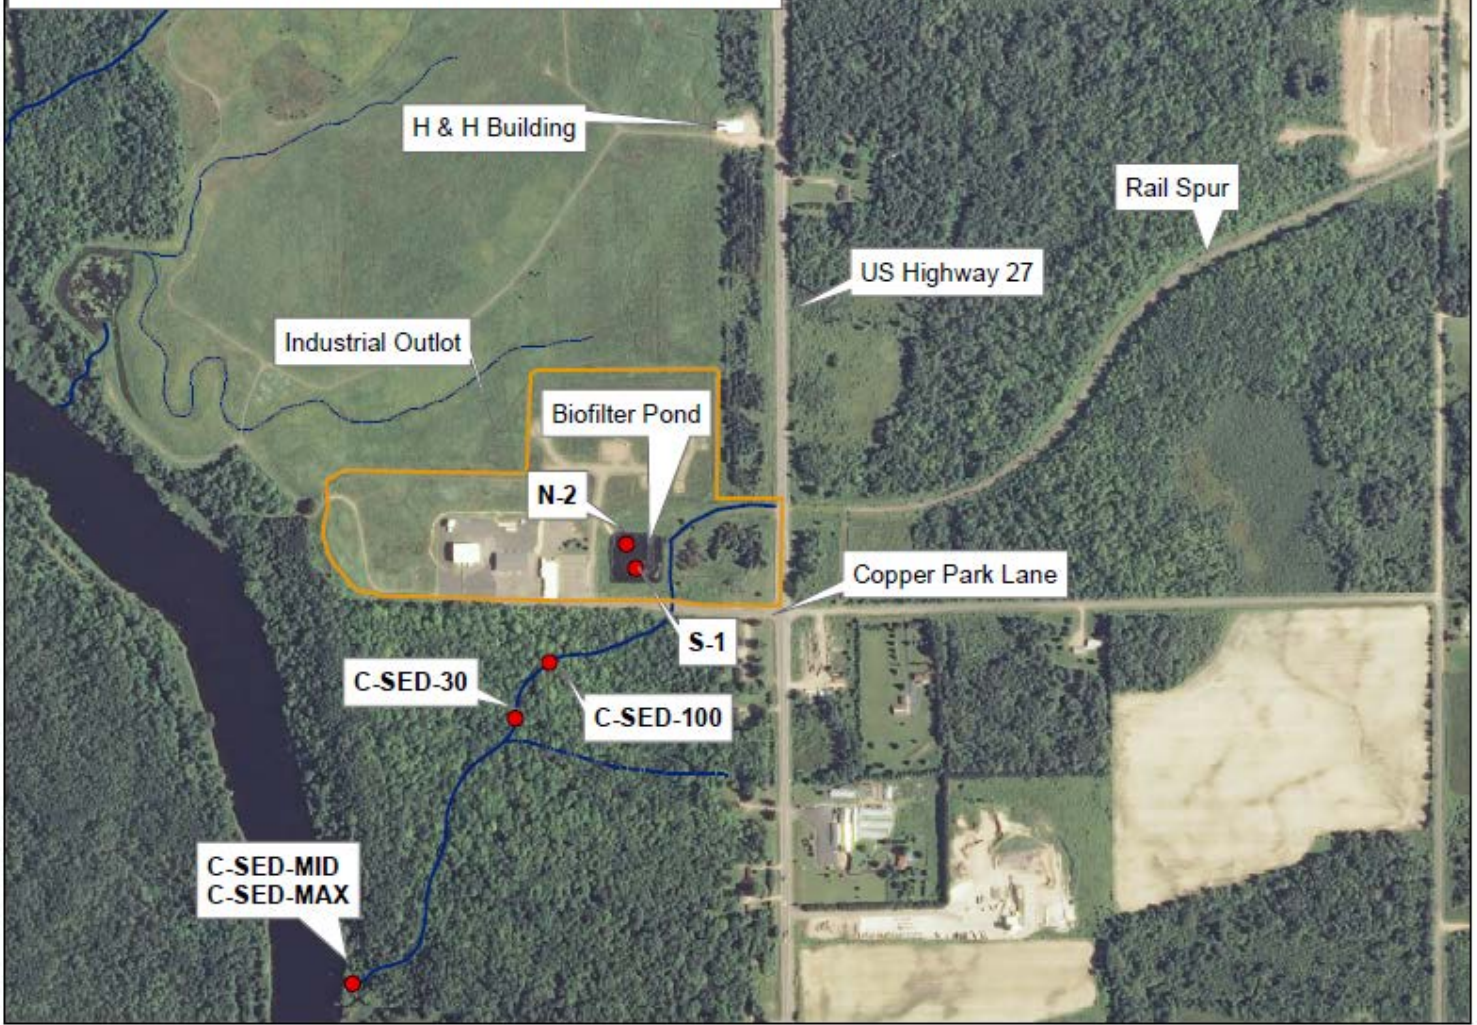 H & H Building
Rail Spur
US Highway 27
Industrial Outlot
Biofilter Pond
N-2
Copper Park Lane
S-1
C-SED-30
C-SED-100
C-SED-MID
C-SED-MAX